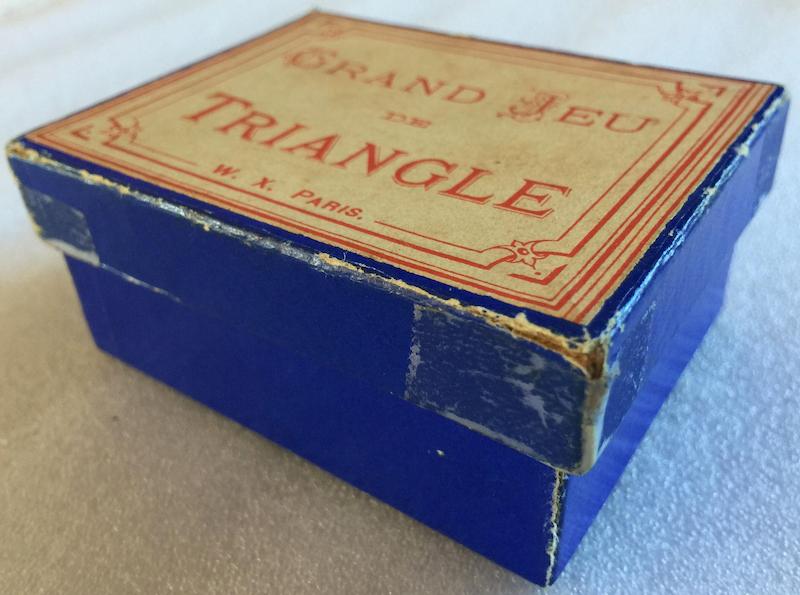 GRAND JEU
DE
TRIANGLE
W. X. PARIS.